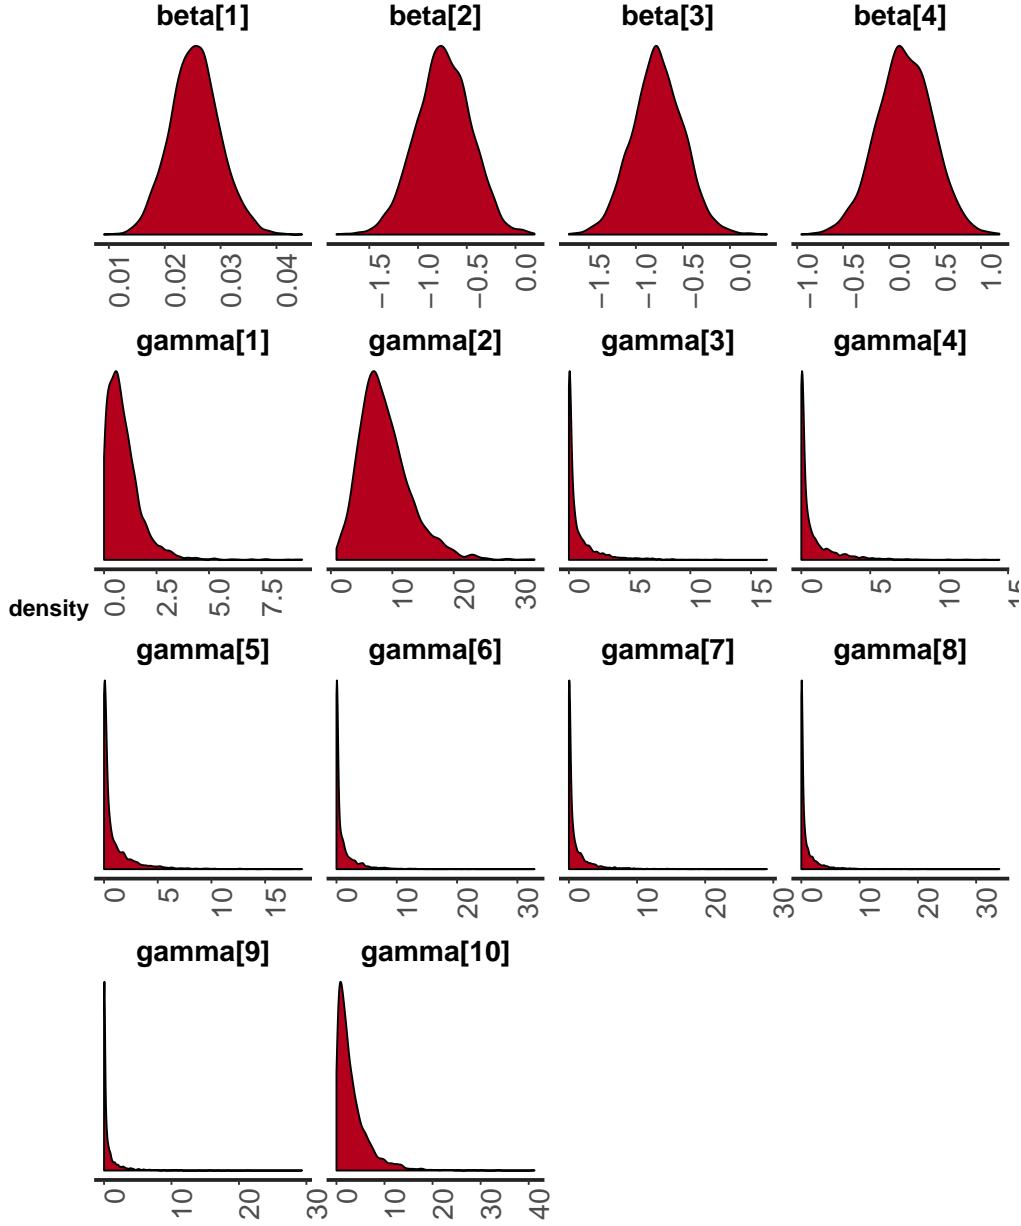 beta[1] beta[2] beta[3] beta[4]
0.01 0.02 0.03 0.04 −1.5 −1.0 −0.5 0.0 −1.5 −1.0 −0.5 0.0 −1.0 −0.5 0.0 0.5 1.0
gamma[1] gamma[2] gamma[3] gamma[4]
0.0 2.5 5.0 7.5 0 10 20 30 0 5 10 15 0 5 10 15
density
gamma[5] gamma[6] gamma[7] gamma[8]
0 5 10 15 0 10 20 30 0 10 20 30 0 10 20 30
gamma[9] gamma[10]
0 10 20 30 0 10 20 30 40